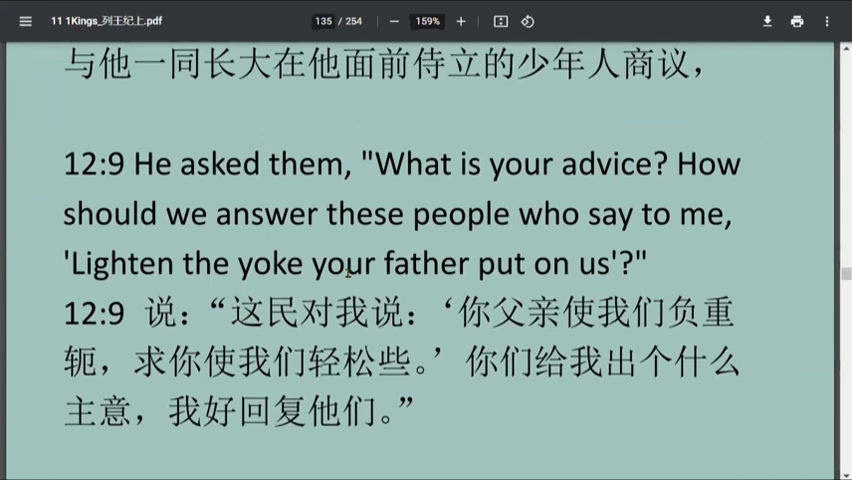 11 1Kings_列王纪上.pdf
135 / 254
159%
与他一同长大在他面前侍立的少年人商议，
12:9 He asked them, "What is your advice? How
should we answer these people who say to me,
'Lighten the yoke your father put on us'?"
12:9 说：“这民对我说：‘你父亲使我们负重
轭，求你使我们轻松些。’你们给我出个什么
主意，我好回复他们。”